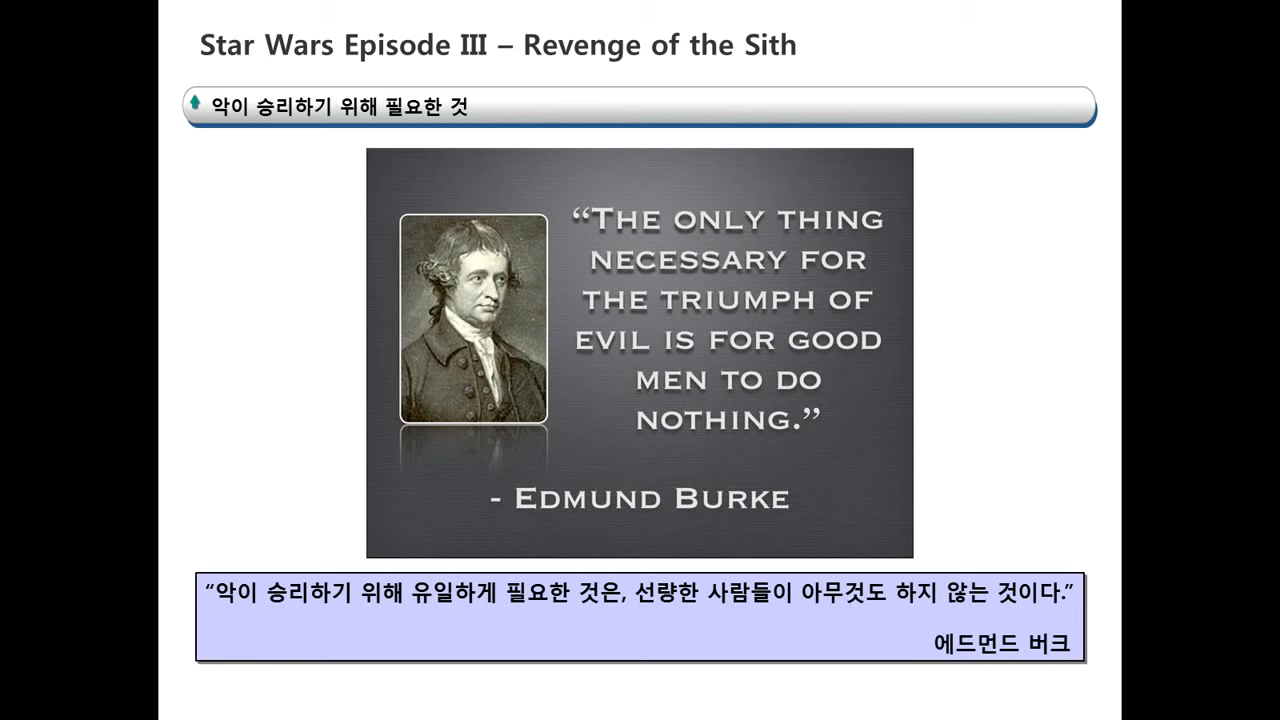 Star Wars Episode III – Revenge of the Sith
악이 승리하기 위해 필요한 것
“THE ONLY THING
NECESSARY FOR
THE TRIUMPH OF
EVIL IS FOR GOOD
MEN TO DO
NOTHING.”
- EDMUND BURKE
“악이 승리하기 위해 유일하게 필요한 것은, 선량한 사람들이 아무것도 하지 않는 것이다.”
에드먼드 버크